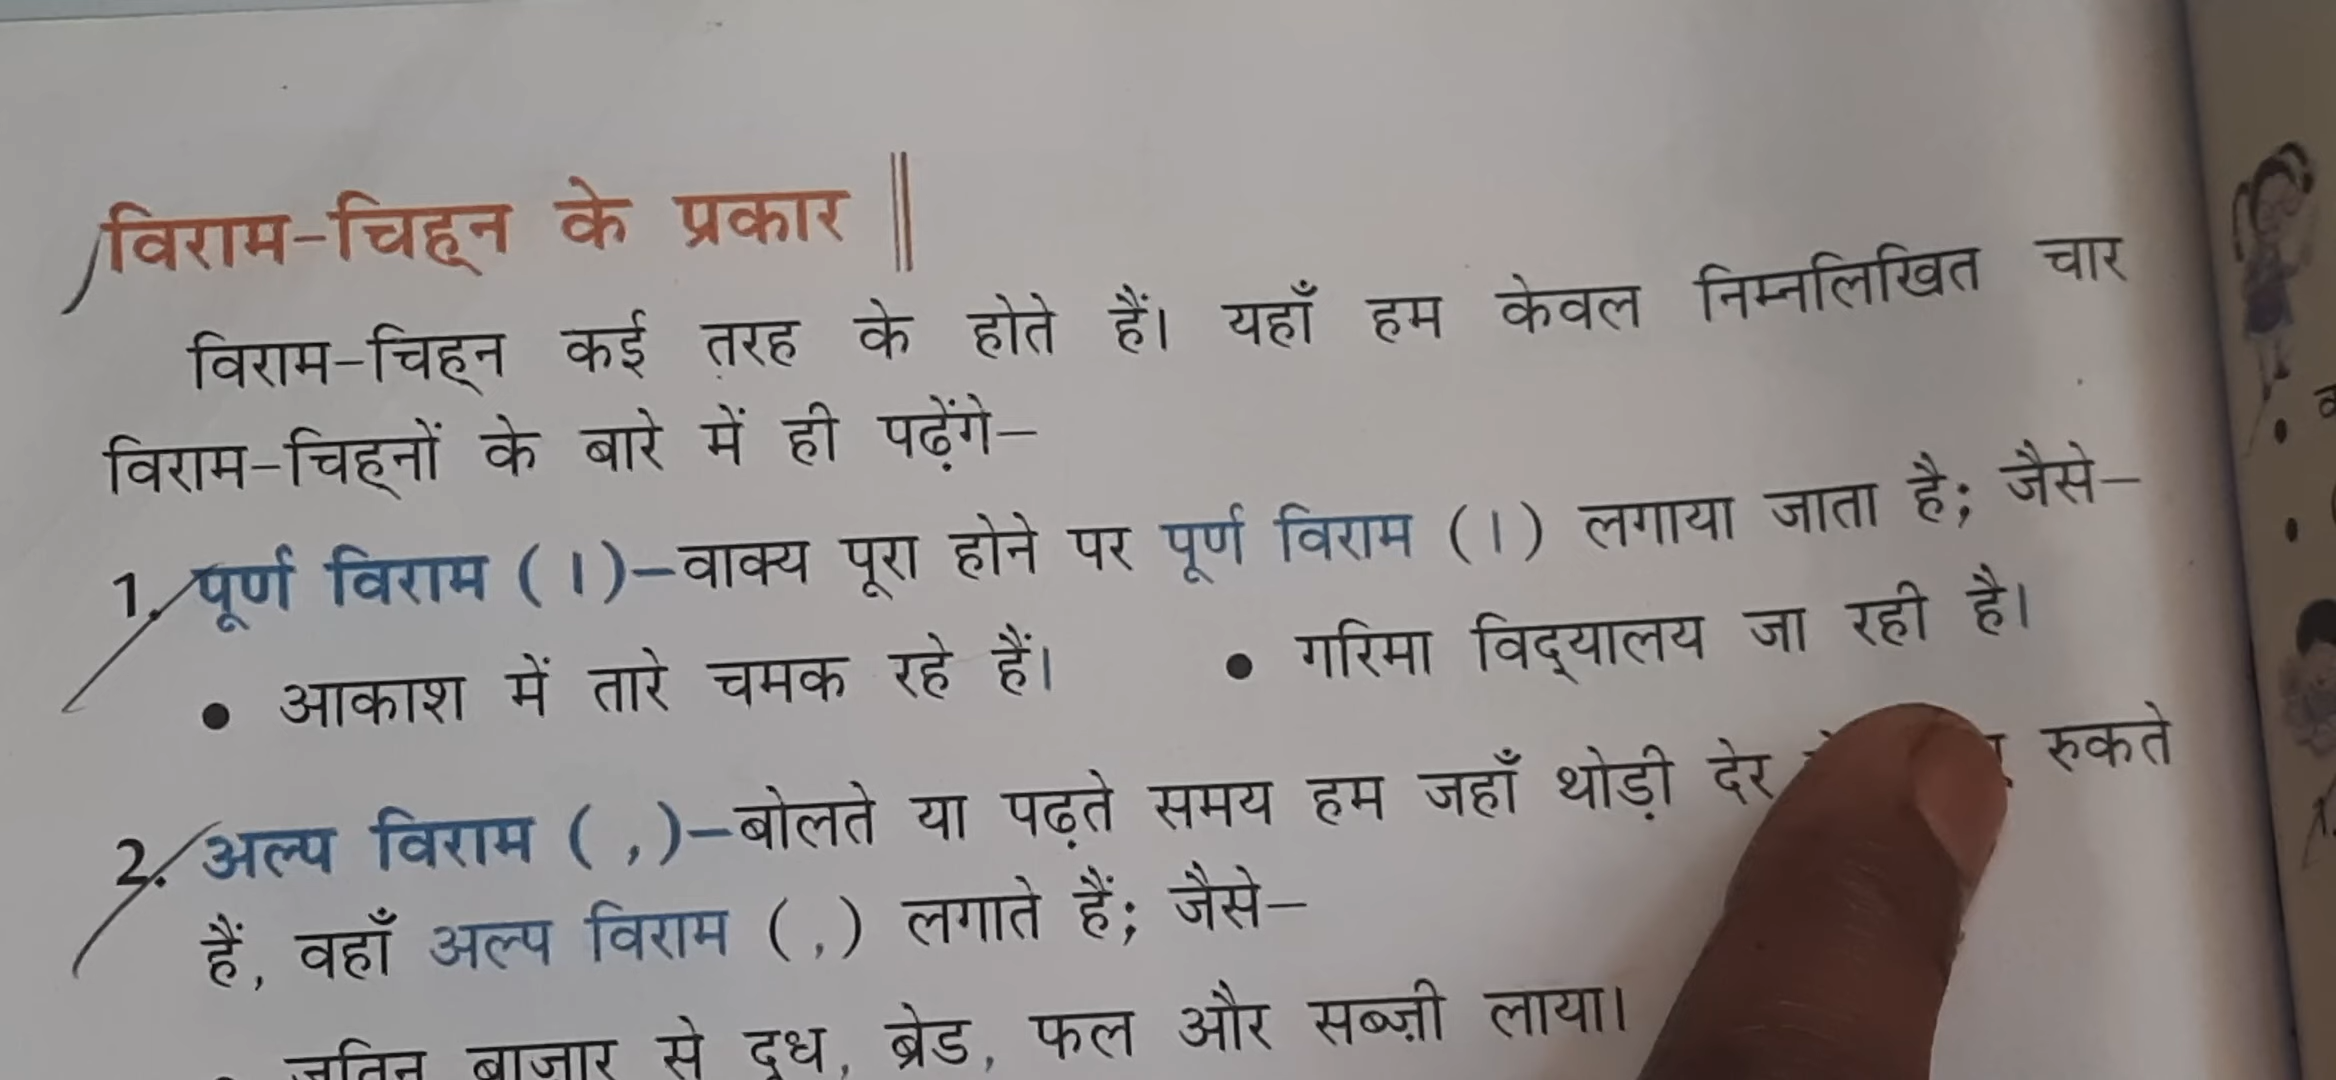 विराम-चिह्न के प्रकार
विराम-चिह्न कई तरह के होते हैं। यहाँ हम केवल निम्नलिखित चार
विराम-चिह्नों के बारे में ही पढ़ेंगे–
1. पूर्ण विराम (।)–वाक्य पूरा होने पर पूर्ण विराम (।) लगाया जाता है; जैसे–
• आकाश में तारे चमक रहे हैं। • गरिमा विद्यालय जा रही है।
2. अल्प विराम (,)–बोलते या पढ़ते समय हम जहाँ थोड़ी देर रुकते
हैं, वहाँ अल्प विराम (,) लगाते हैं; जैसे–
जतिन बाज़ार से दूध, ब्रेड, फल और सब्ज़ी लाया।